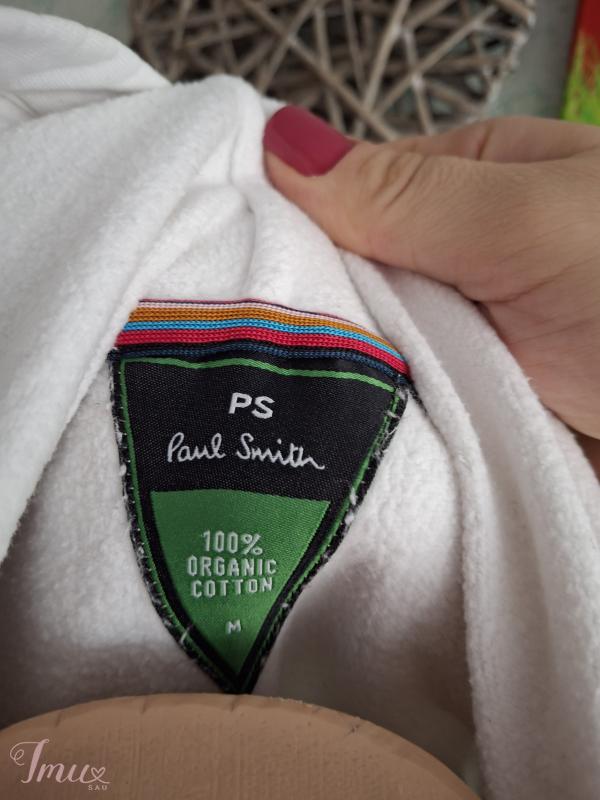 PS
Paul Smith
100%
ORGANIC
COTTON
M
Imu
SAU